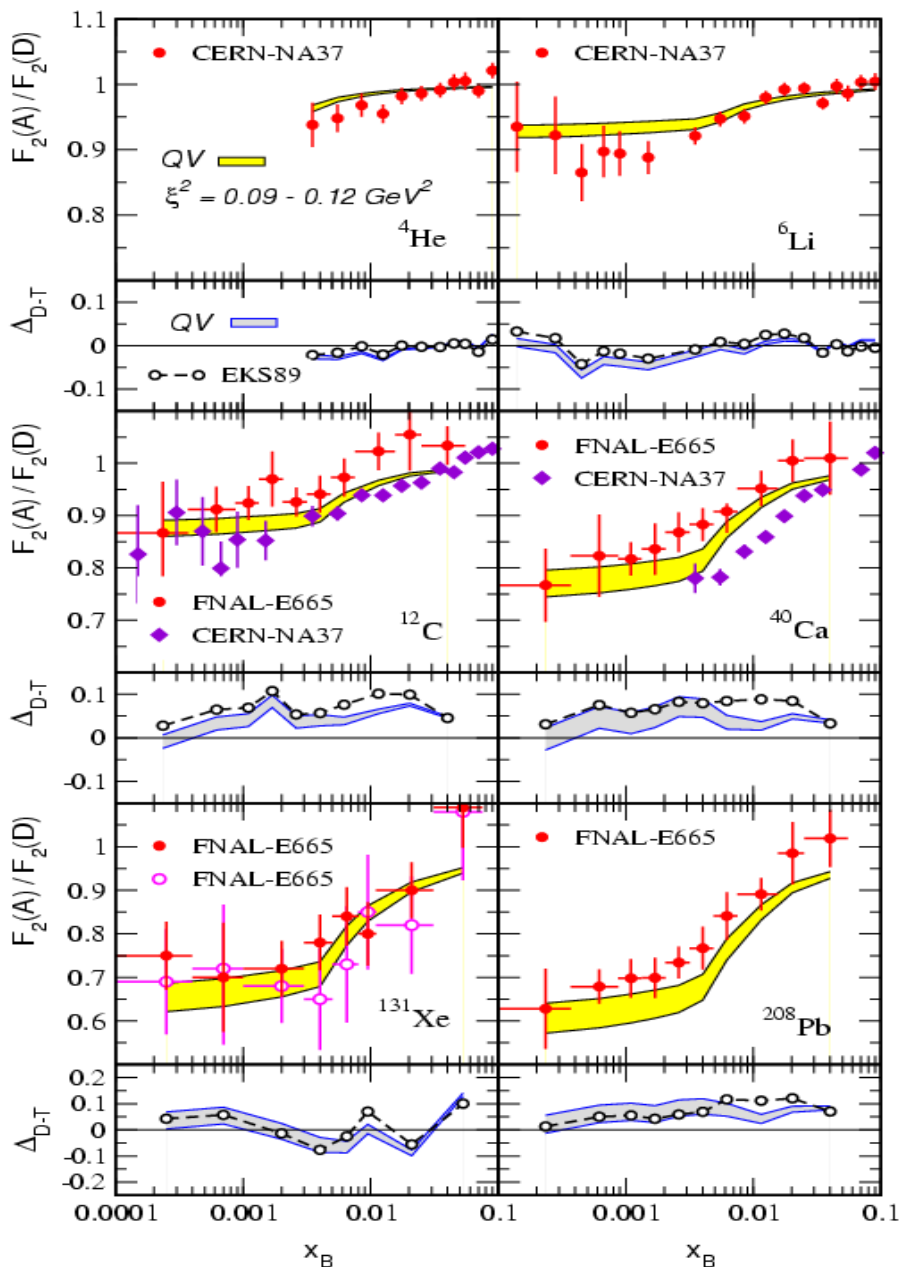 1.1
1
0.9
0.8
F₂(A) / F₂(D)
CERN-NA37
QV
ξ² = 0.09 - 0.12 GeV²
⁴He
CERN-NA37
⁶Li
0.1
0
-0.1
Δ_D-T
QV
EKS89
1
0.9
0.8
0.7
F₂(A) / F₂(D)
FNAL-E665
CERN-NA37
¹²C
FNAL-E665
CERN-NA37
⁴⁰Ca
0.1
0
-0.1
Δ_D-T
1
0.9
0.8
0.7
0.6
F₂(A) / F₂(D)
FNAL-E665
FNAL-E665
¹³¹Xe
FNAL-E665
²⁰⁸Pb
0.2
0.1
0
-0.1
0.2
Δ_D-T
0.0001 0.001 0.01 0.1
0.001 0.01 0.1
x_B
x_B